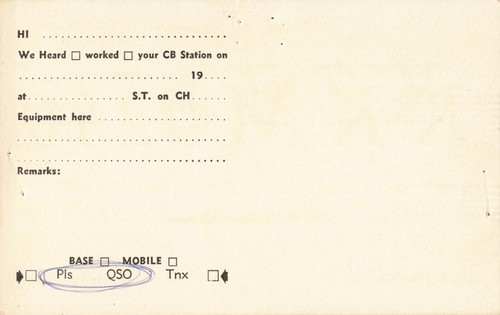 HI ..............................
We Heard □ worked □ your CB Station on
.......................... 19....
at............... S.T. on CH......
Equipment here ....................
...................................
...................................
Remarks:
BASE □ MOBILE □
□ Pls QSO Tnx □